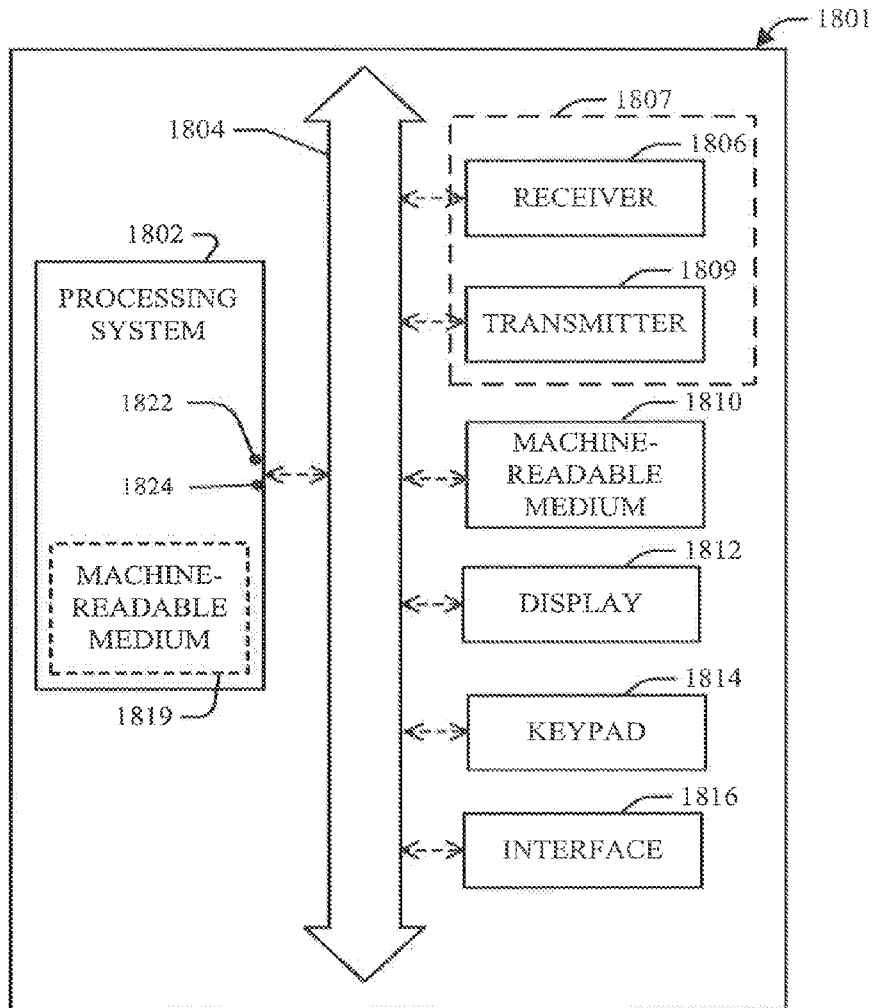 1801
1807
1804
1806
RECEIVER
1802
1809
PROCESSING
SYSTEM
TRANSMITTER
1822
1810
MACHINE-
READABLE
MEDIUM
1824
1812
MACHINE-
READABLE
MEDIUM
DISPLAY
1814
1819
KEYPAD
1816
INTERFACE